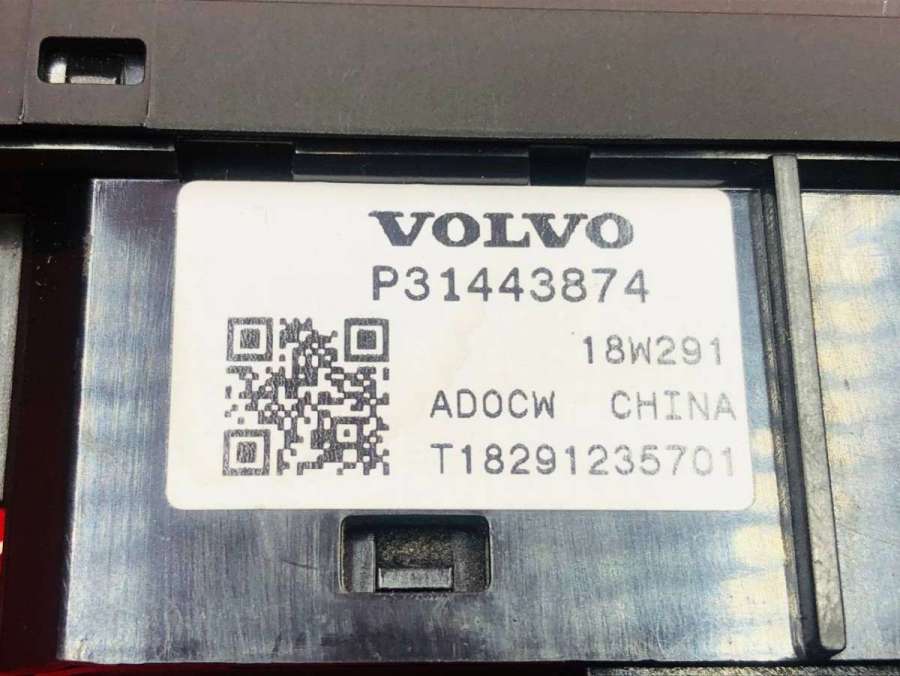 VOLVO
P31443874
18W291
ADOCW CHINA
T18291235701